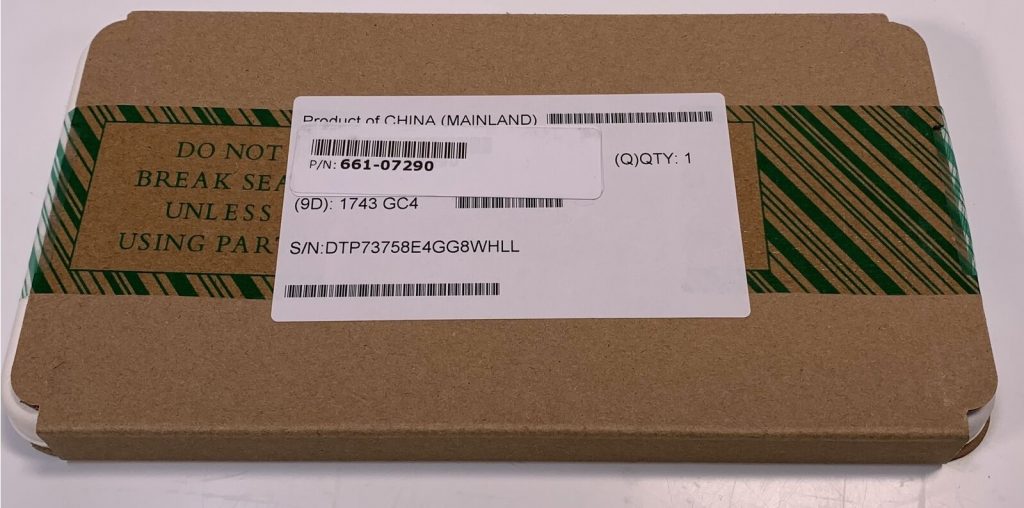 DO NOT
BREAK SEA
UNLESS
USING PART
Product of CHINA (MAINLAND)
P/N: 661-07290
(Q)QTY: 1
(9D): 1743 GC4
S/N:DTP73758E4GG8WHLL